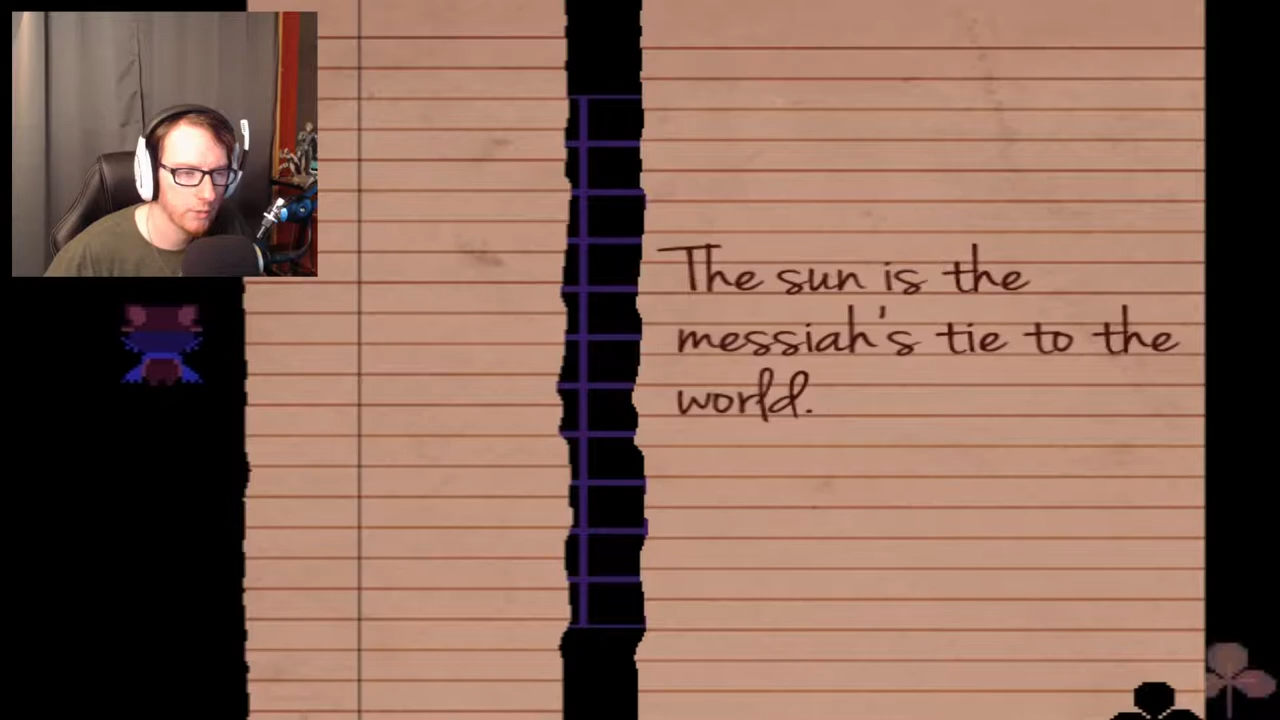 The sun is the
messiah's tie to the
world.